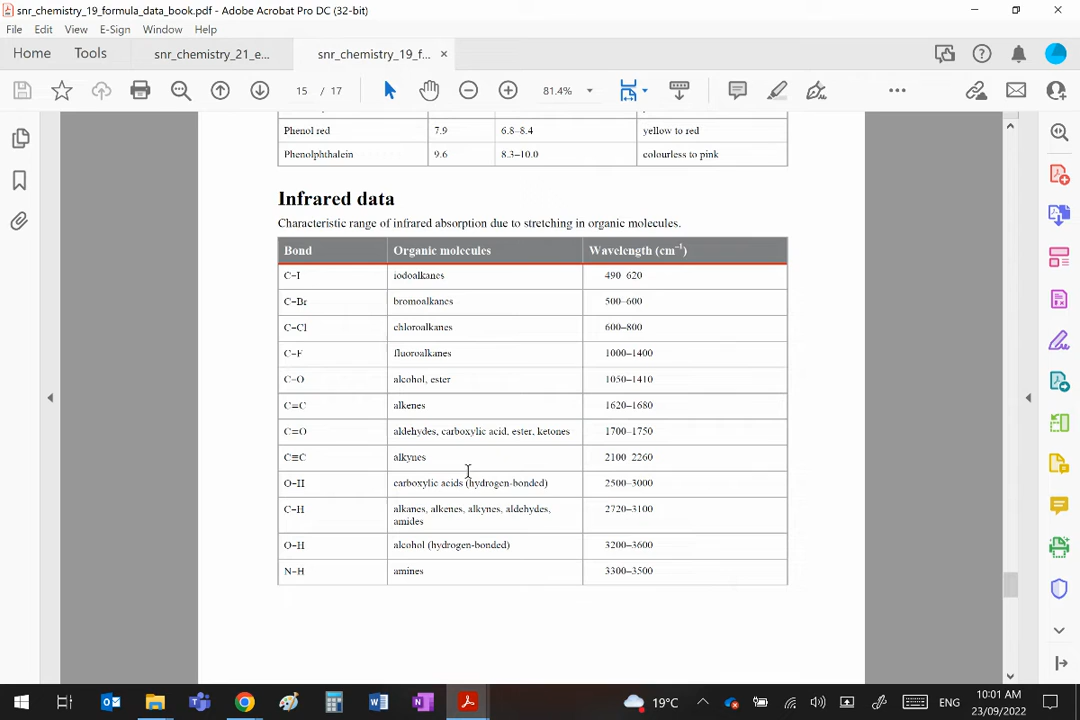 snr_chemistry_19_formula_data_book.pdf - Adobe Acrobat Pro DC (32-bit)
File Edit View E-Sign Window Help
Home Tools snr_chemistry_21_e... snr_chemistry_19_f... ×
15 / 17 81.4%
Phenol red 7.9 6.8–8.4 yellow to red
Phenolphthalein 9.6 8.3–10.0 colourless to pink
Infrared data
Characteristic range of infrared absorption due to stretching in organic molecules.
Bond Organic molecules Wavelength (cm⁻¹)
C–I iodoalkanes 490–620
C–Br bromoalkanes 500–600
C–Cl chloroalkanes 600–800
C–F fluoroalkanes 1000–1400
C–O alcohol, ester 1050–1410
C=C alkenes 1620–1680
C=O aldehydes, carboxylic acid, ester, ketones 1700–1750
C≡C alkynes 2100–2260
O–H carboxylic acids (hydrogen-bonded) 2500–3000
C–H alkanes, alkenes, alkynes, aldehydes, 2720–3100
amides
O–H alcohol (hydrogen-bonded) 3200–3600
N–H amines 3300–3500
19°C ENG 10:01 AM
23/09/2022